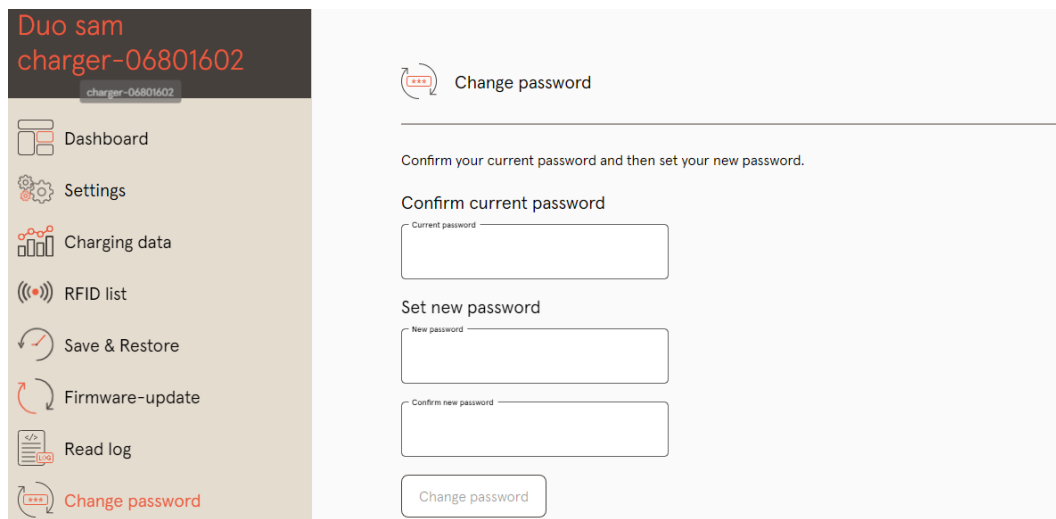 Duo sam
charger-06801602
charger-06801602
Dashboard
Settings
Charging data
RFID list
Save & Restore
Firmware-update
</>
LOG
Read log
***
Change password
***
Change password
Confirm your current password and then set your new password.
Confirm current password
Current password
Set new password
New password
Confirm new password
Change password